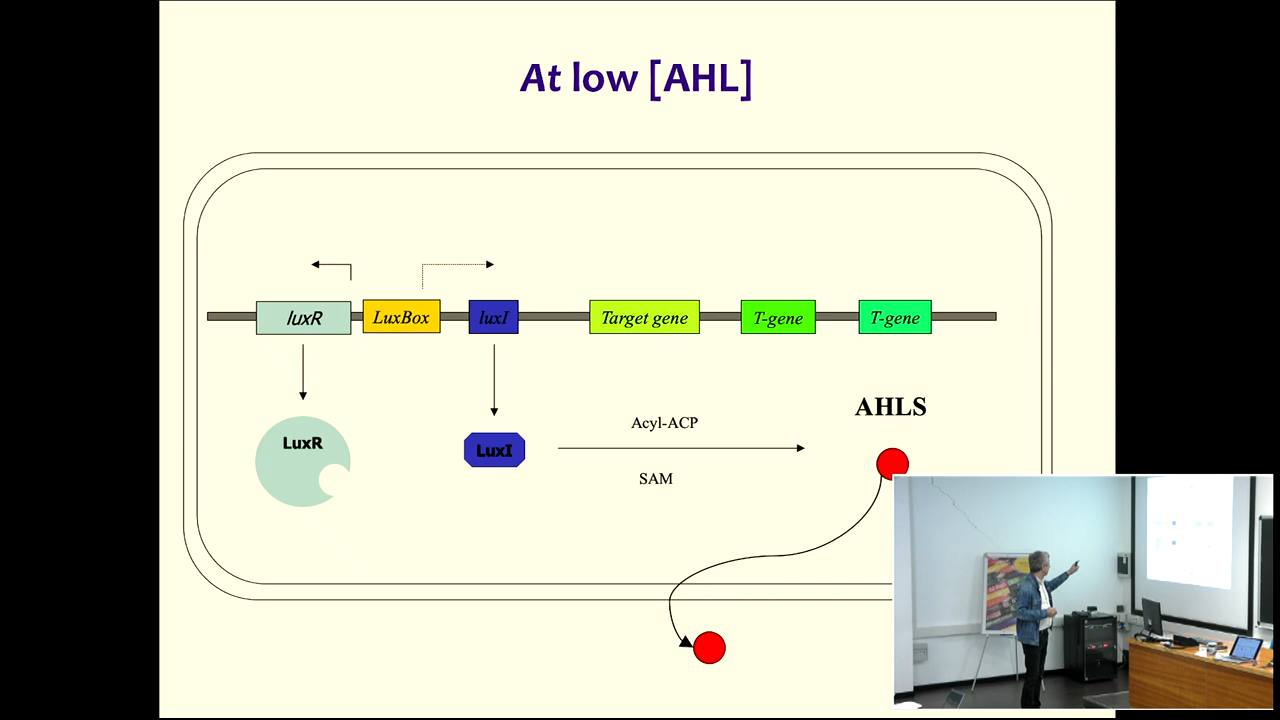 At low [AHL]
luxR
LuxBox
luxI
Target gene
T-gene
T-gene
AHLS
LuxR
LuxI
Acyl-ACP
SAM